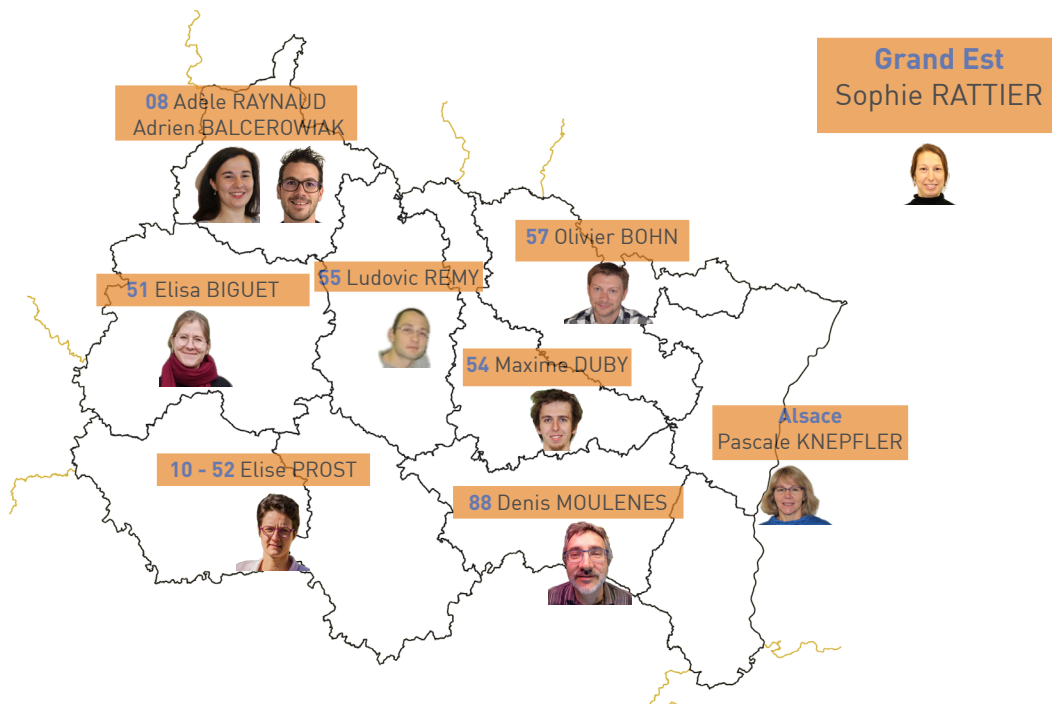 Grand Est
Sophie RATTIER
08 Adèle RAYNAUD
Adrien BALCEROWIAK
57 Olivier BOHN
55 Ludovic REMY
51 Elisa BIGUET
54 Maxime DUBY
Alsace
Pascale KNEPFLER
10 - 52 Elise PROST
88 Denis MOULENES